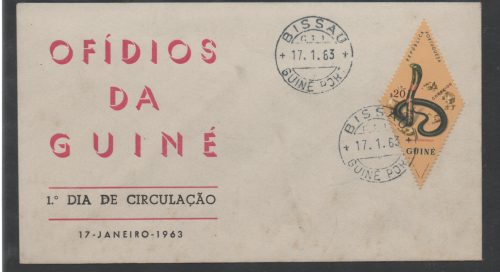 OFÍDIOS
DA
GUINÉ
1.º DIA DE CIRCULAÇÃO
17-JANEIRO-1963
BISSAU
C.T.T.
17.1.63
GUINÉ POR.
$20
GUINÉ
BISSAU
17.1.63
GUINÉ POR.